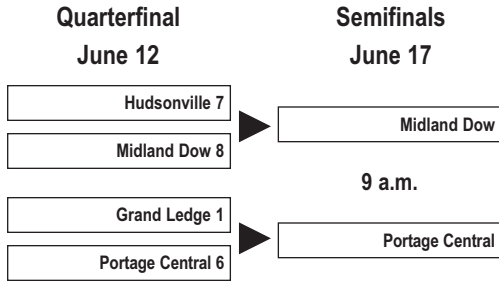 Quarterfinal
June 12
Hudsonville 7
Midland Dow 8
Grand Ledge 1
Portage Central 6
Semifinals
June 17
Midland Dow
9 a.m.
Portage Central